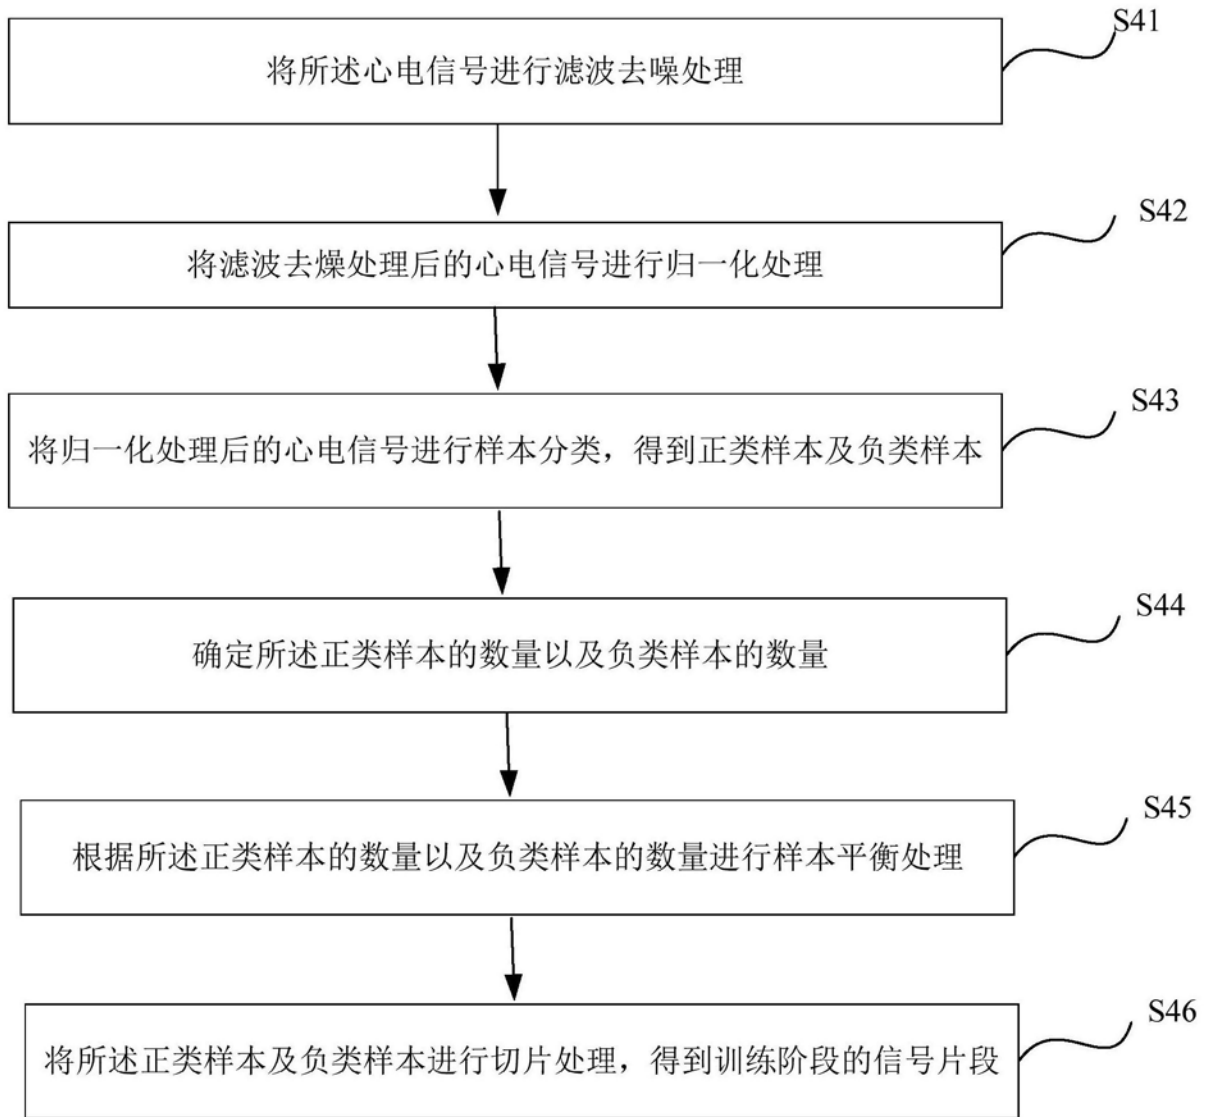 S41
将所述心电信号进行滤波去噪处理
S42
将滤波去燥处理后的心电信号进行归一化处理
S43
将归一化处理后的心电信号进行样本分类，得到正类样本及负类样本
S44
确定所述正类样本的数量以及负类样本的数量
S45
根据所述正类样本的数量以及负类样本的数量进行样本平衡处理
S46
将所述正类样本及负类样本进行切片处理，得到训练阶段的信号片段